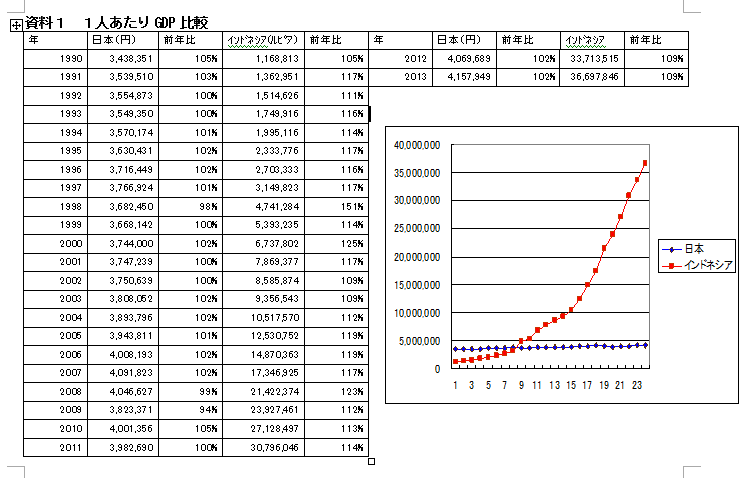 資料１　１人あたり GDP 比較
年 日本(円) 前年比 インドネシア(ルピア) 前年比 年 日本(円) 前年比 インドネシア 前年比
1990 3,438,351 105% 1,168,813 105% 2012 4,069,689 102% 33,713,515 109%
1991 3,539,510 103% 1,362,951 117% 2013 4,157,949 102% 36,697,846 109%
1992 3,554,873 100% 1,514,626 111%
1993 3,549,350 100% 1,749,916 116%
1994 3,570,174 101% 1,995,116 114%
1995 3,630,431 102% 2,333,776 117%
1996 3,716,449 102% 2,703,333 116%
1997 3,766,924 101% 3,149,823 117%
1998 3,682,450 98% 4,741,284 151%
1999 3,668,142 100% 5,393,235 114%
2000 3,744,000 102% 6,737,802 125%
2001 3,747,239 100% 7,869,377 117%
2002 3,750,639 100% 8,585,874 109%
2003 3,808,052 102% 9,356,543 109%
2004 3,893,796 102% 10,517,570 112%
2005 3,943,811 101% 12,530,752 119%
2006 4,008,193 102% 14,870,363 119%
2007 4,091,823 102% 17,346,925 117%
2008 4,046,627 99% 21,422,374 123%
2009 3,823,371 94% 23,927,461 112%
2010 4,001,356 105% 27,128,497 113%
2011 3,982,690 100% 30,796,046 114%
40,000,000
35,000,000
30,000,000
25,000,000
20,000,000
15,000,000
10,000,000
5,000,000
0
1 3 5 7 9 11 13 15 17 19 21 23
日本
インドネシア